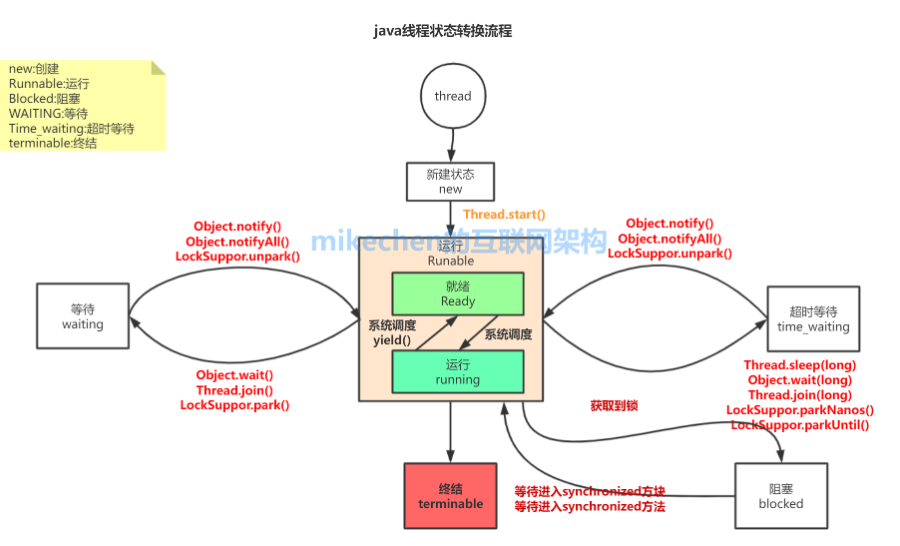 java线程状态转换流程
new:创建
Runnable:运行
Blocked:阻塞
WAITING:等待
Time_waiting:超时等待
terminable:终结
thread
新建状态
new
Thread.start()
Object.notify()
Object.notifyAll()
LockSuppor.unpark()
mikechen的互联网架构
Object.notify()
Object.notifyAll()
LockSuppor.unpark()
运行
Runable
就绪
Ready
等待
waiting
系统调度
yield()
系统调度
超时等待
time_waiting
运行
running
Object.wait()
Thread.join()
LockSuppor.park()
Thread.sleep(long)
Object.wait(long)
Thread.join(long)
LockSuppor.parkNanos()
LockSuppor.parkUntil()
获取到锁
终结
terminable
等待进入synchronized方块
等待进入synchronized方法
阻塞
blocked